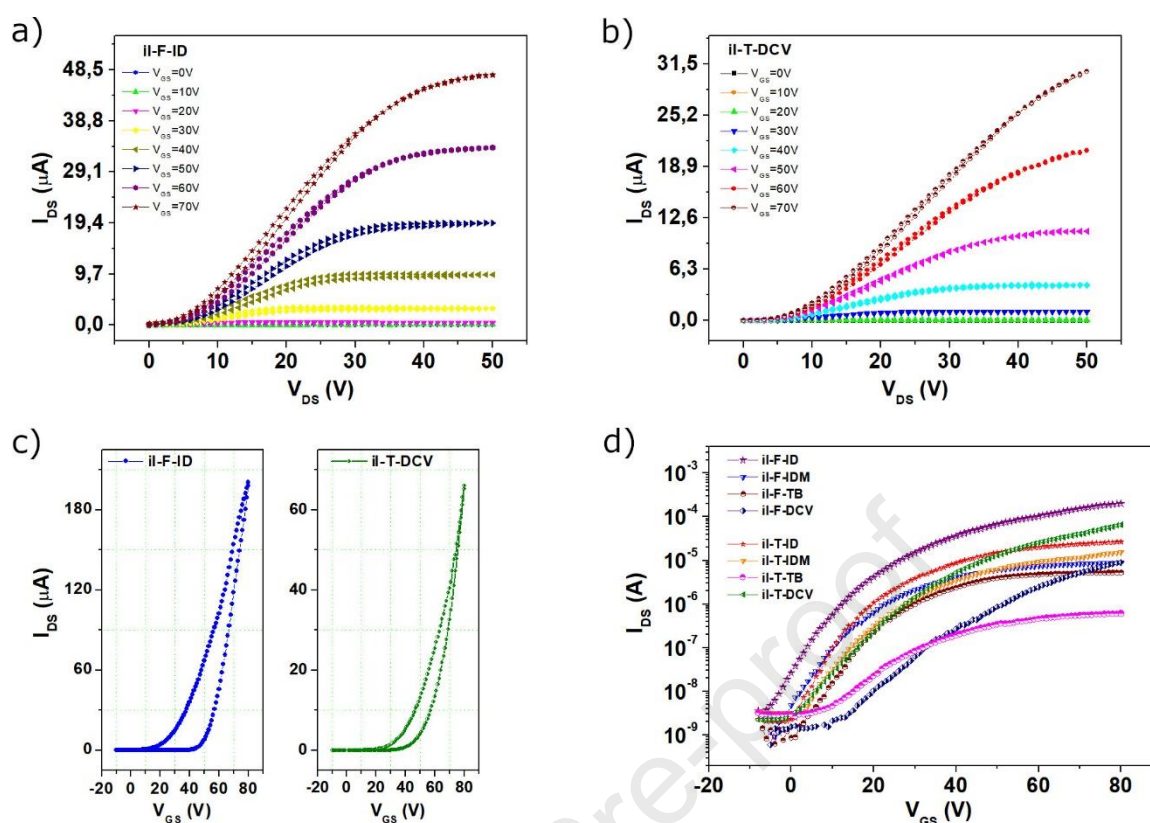 a)
il-F-ID
V_GS=0V
V_GS=10V
V_GS=20V
V_GS=30V
V_GS=40V
V_GS=50V
V_GS=60V
V_GS=70V
48,5
38,8
29,1
19,4
9,7
0,0
I_DS (μA)
0 10 20 30 40 50
V_DS (V)
b)
il-T-DCV
V_GS=0V
V_GS=10V
V_GS=20V
V_GS=30V
V_GS=40V
V_GS=50V
V_GS=60V
V_GS=70V
31,5
25,2
18,9
12,6
6,3
0,0
I_DS (μA)
0 10 20 30 40 50
V_DS (V)
c)
il-F-ID
180
120
60
0
I_DS (μA)
-20 0 20 40 60 80
V_GS (V)
il-T-DCV
60
40
20
0
-20 0 20 40 60 80
V_GS (V)
d)
il-F-ID
il-F-IDM
il-F-TB
il-F-DCV
il-T-ID
il-T-IDM
il-T-TB
il-T-DCV
10^-3
10^-4
10^-5
10^-6
10^-7
10^-8
10^-9
I_DS (A)
-20 0 20 40 60 80
V_GS (V)
re-proof